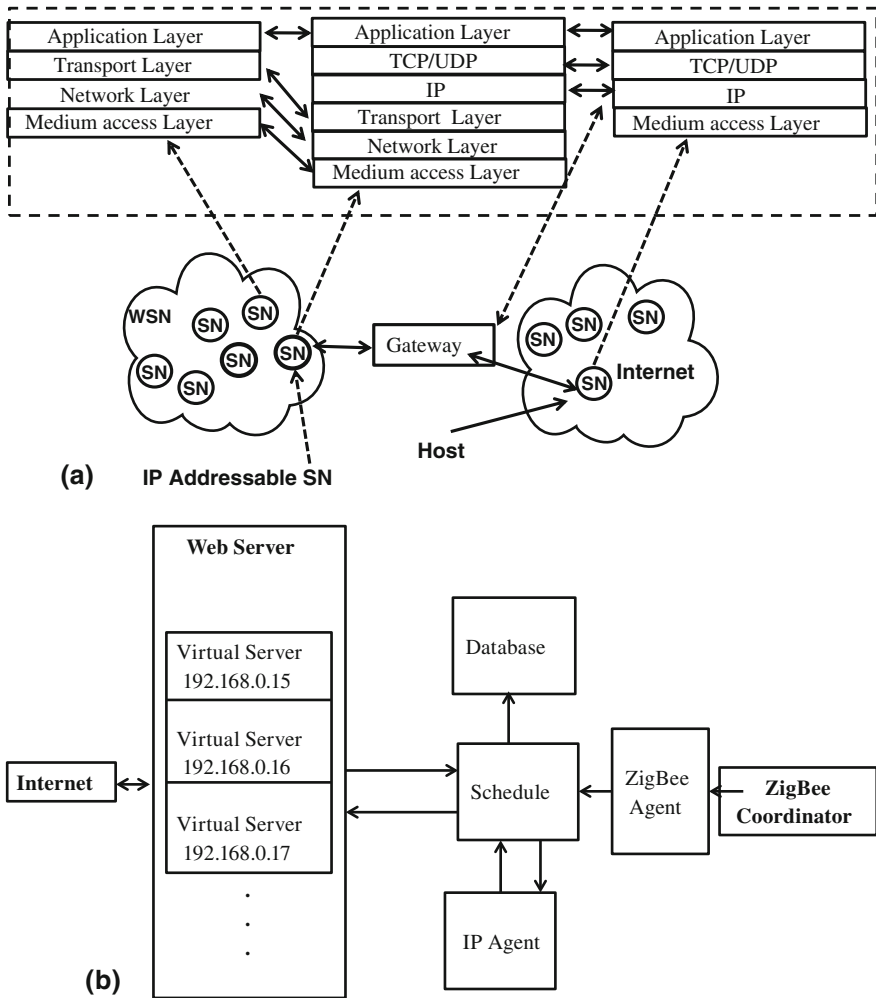 Application Layer
Transport Layer
Network Layer
Medium access Layer
Application Layer
TCP/UDP
IP
Transport Layer
Network Layer
Medium access Layer
Application Layer
TCP/UDP
IP
Medium access Layer
WSN
SN
SN
SN
SN
SN
SN
Gateway
SN
SN
SN
SN
Internet
Host
IP Addressable SN
(a)
Web Server
Virtual Server
192.168.0.15
Virtual Server
192.168.0.16
Virtual Server
192.168.0.17
.
.
.
Internet
Database
Schedule
IP Agent
ZigBee
Agent
ZigBee
Coordinator
(b)